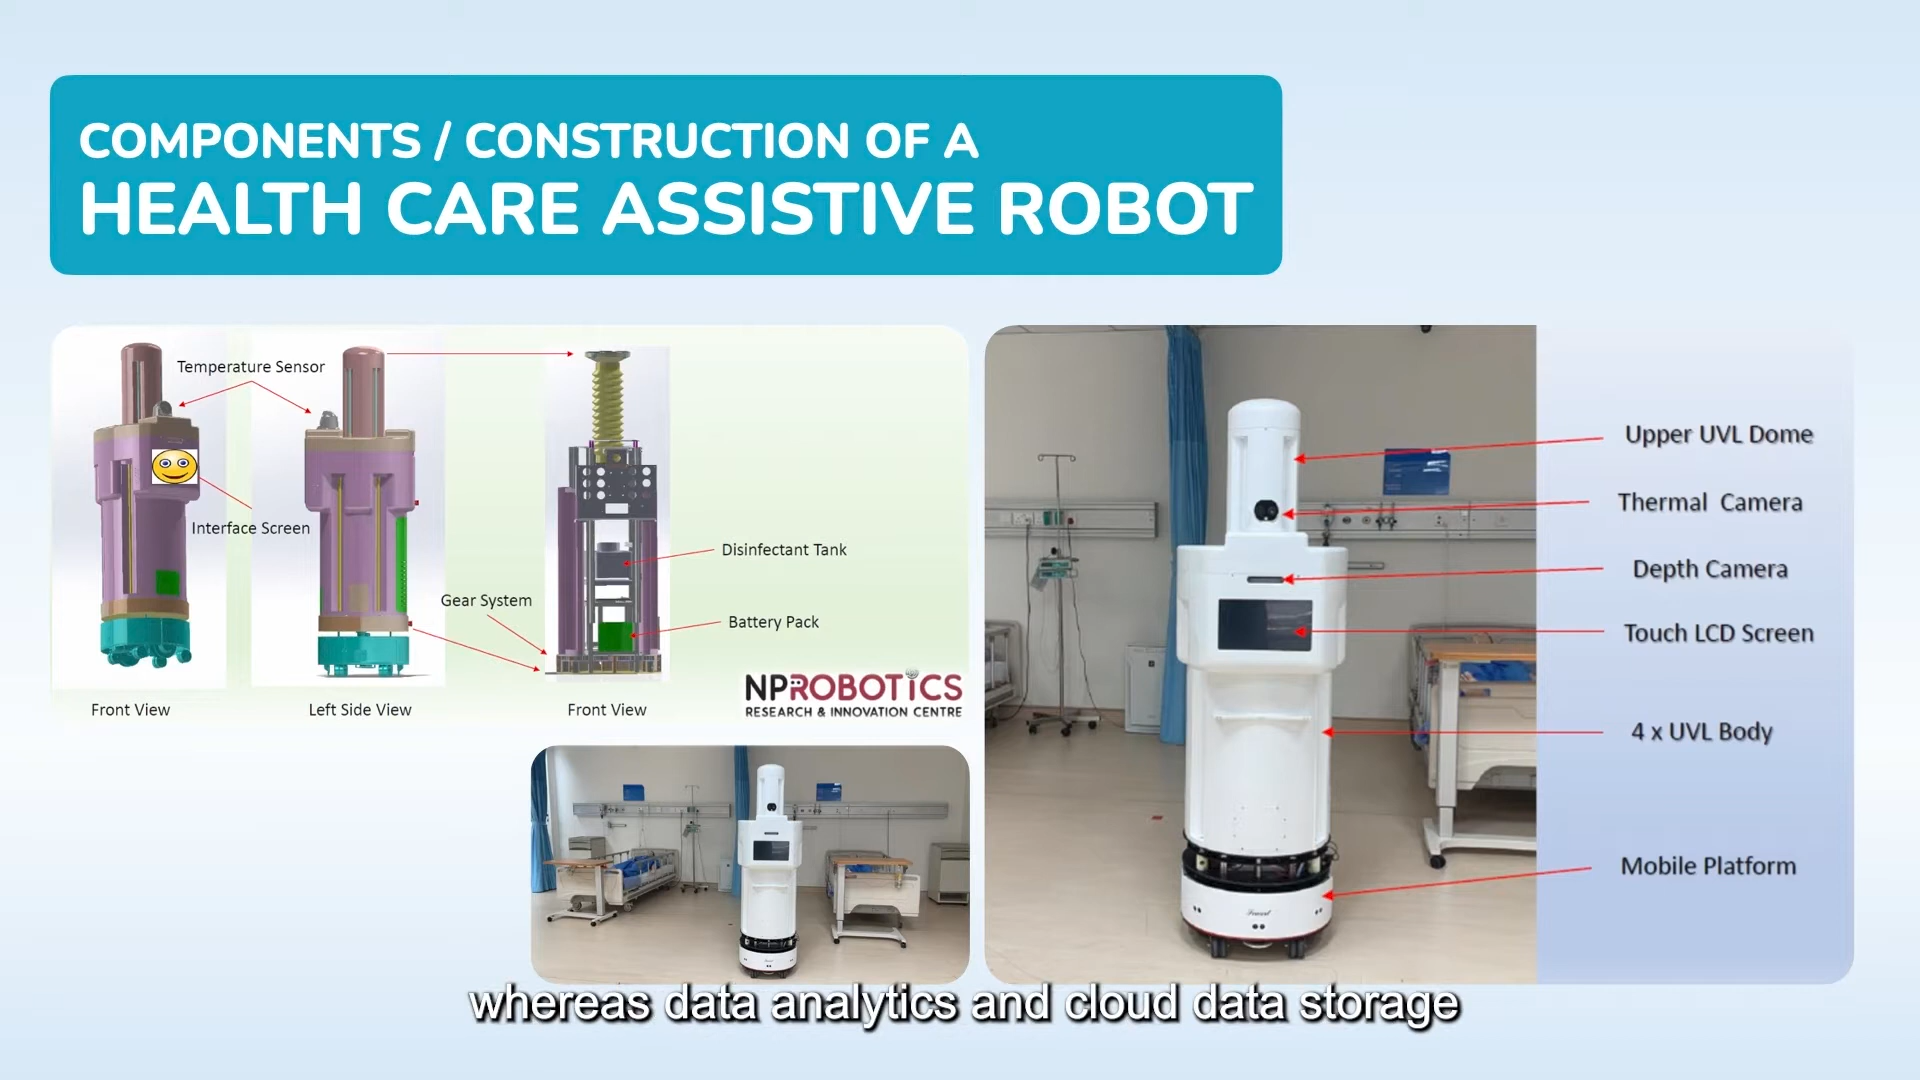 COMPONENTS / CONSTRUCTION OF A
HEALTH CARE ASSISTIVE ROBOT
Temperature Sensor
Interface Screen
Gear System
Disinfectant Tank
Battery Pack
Front View
Left Side View
Front View
NPROBOTICS
RESEARCH & INNOVATION CENTRE
Upper UVL Dome
Thermal Camera
Depth Camera
Touch LCD Screen
4 x UVL Body
Mobile Platform
whereas data analytics and cloud data storage